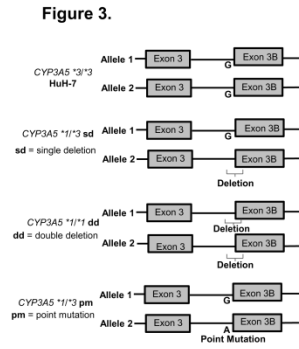 Figure 3.
CYP3A5 *3/*3
HuH-7
Allele 1 Exon 3 G Exon 3B
Allele 2 Exon 3 G Exon 3B
CYP3A5 *1/*3 sd
sd = single deletion
Allele 1 Exon 3 G Exon 3B
Allele 2 Exon 3 Exon 3B
Deletion
CYP3A5 *1/*1 dd
dd = double deletion
Allele 1 Exon 3 Exon 3B
Deletion
Allele 2 Exon 3 Exon 3B
Deletion
CYP3A5 *1/*3 pm
pm = point mutation
Allele 1 Exon 3 G Exon 3B
Allele 2 Exon 3 A Exon 3B
Point Mutation